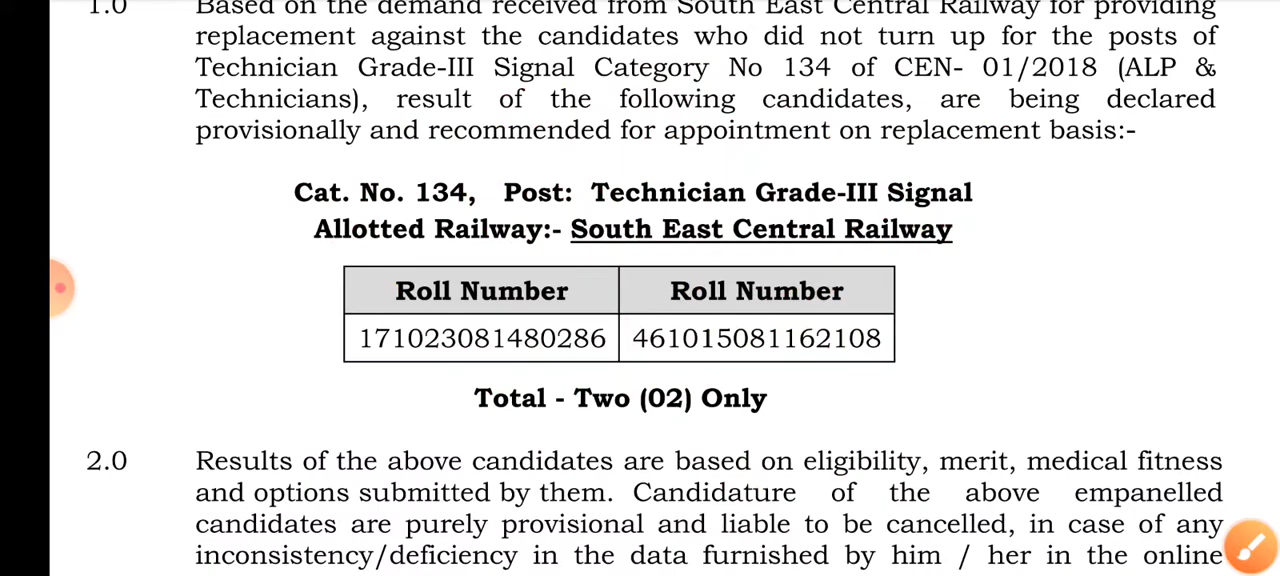 1.0 Based on the demand received from South East Central Railway for providing
replacement against the candidates who did not turn up for the posts of
Technician Grade-III Signal Category No 134 of CEN- 01/2018 (ALP &
Technicians), result of the following candidates, are being declared
provisionally and recommended for appointment on replacement basis:-
Cat. No. 134, Post: Technician Grade-III Signal
Allotted Railway:- South East Central Railway
Roll Number Roll Number
171023081480286 461015081162108
Total - Two (02) Only
2.0 Results of the above candidates are based on eligibility, merit, medical fitness
and options submitted by them. Candidature of the above empanelled
candidates are purely provisional and liable to be cancelled, in case of any
inconsistency/deficiency in the data furnished by him / her in the online